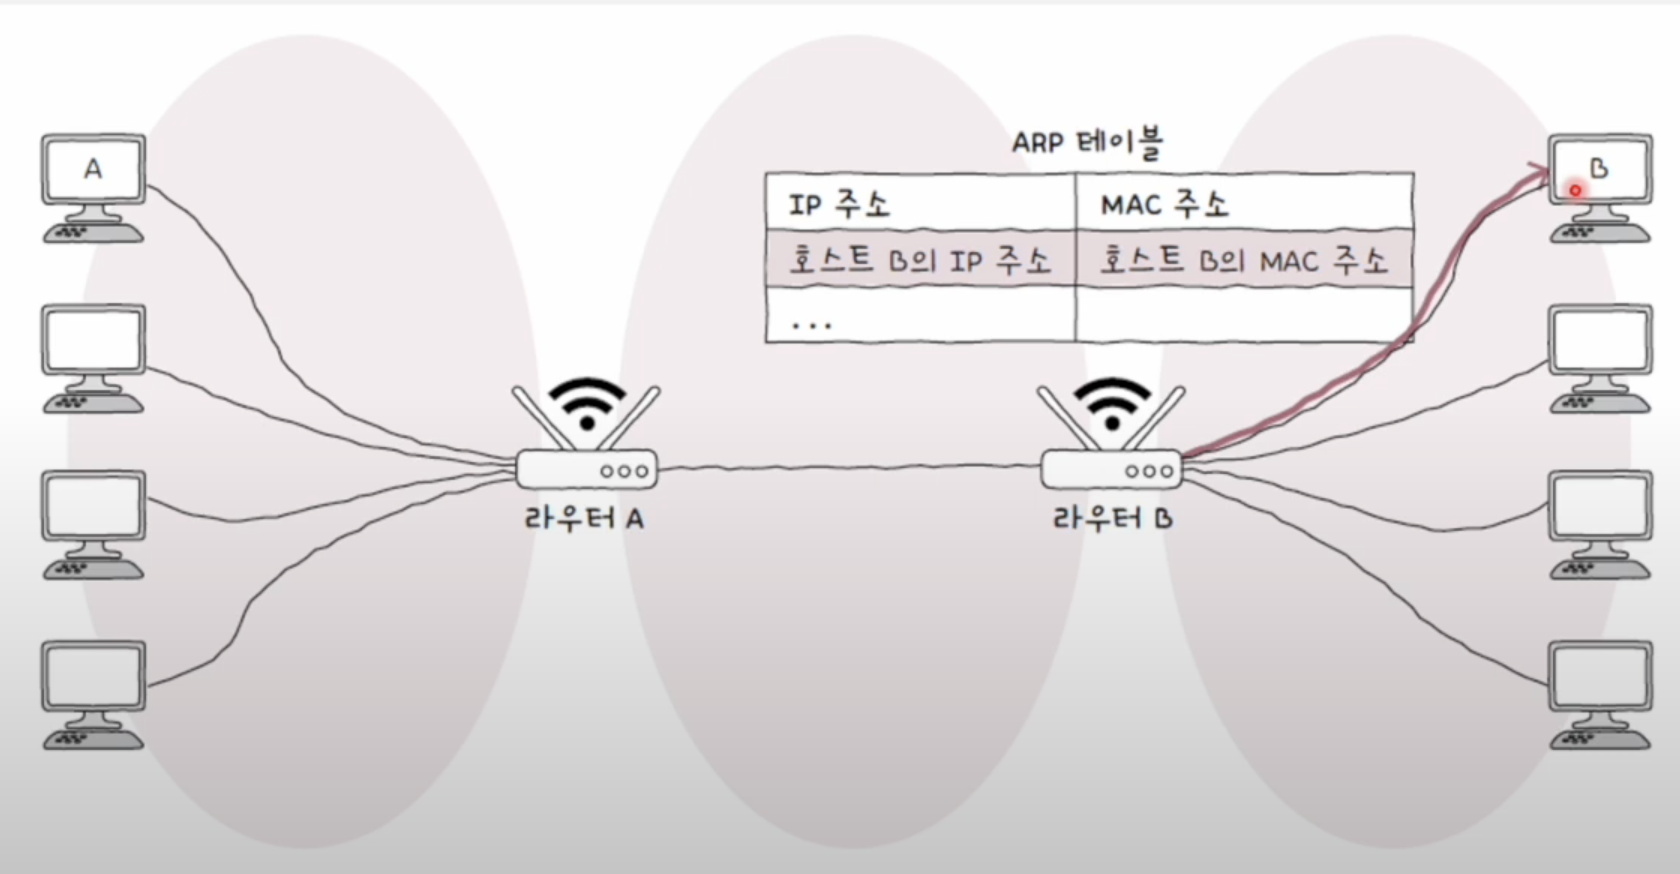 A
ARP 테이블
B
IP 주소 MAC 주소
호스트 B의 IP 주소 호스트 B의 MAC 주소
...
라우터 A
라우터 B